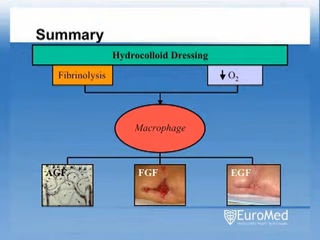 Summary
Hydrocolloid Dressing
Fibrinolysis
O2
Macrophage
AGF
FGF
EGF
EuroMed